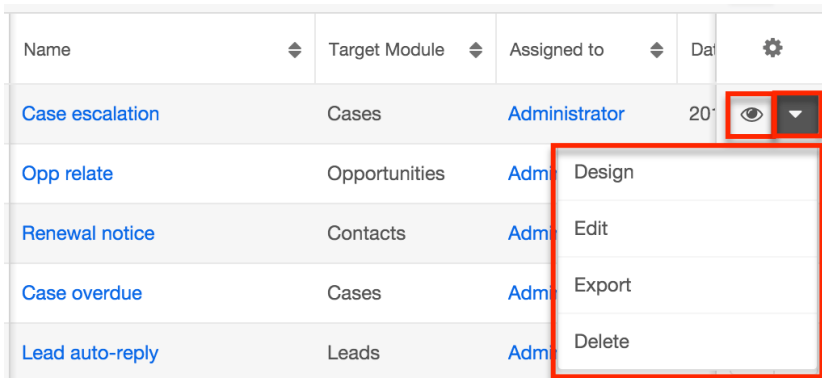 Name Target Module Assigned to Dat
Case escalation Cases Administrator 201
Opp relate Opportunities Admi Design
Renewal notice Contacts Admi Edit
Case overdue Cases Admi Export
Lead auto-reply Leads Admi Delete